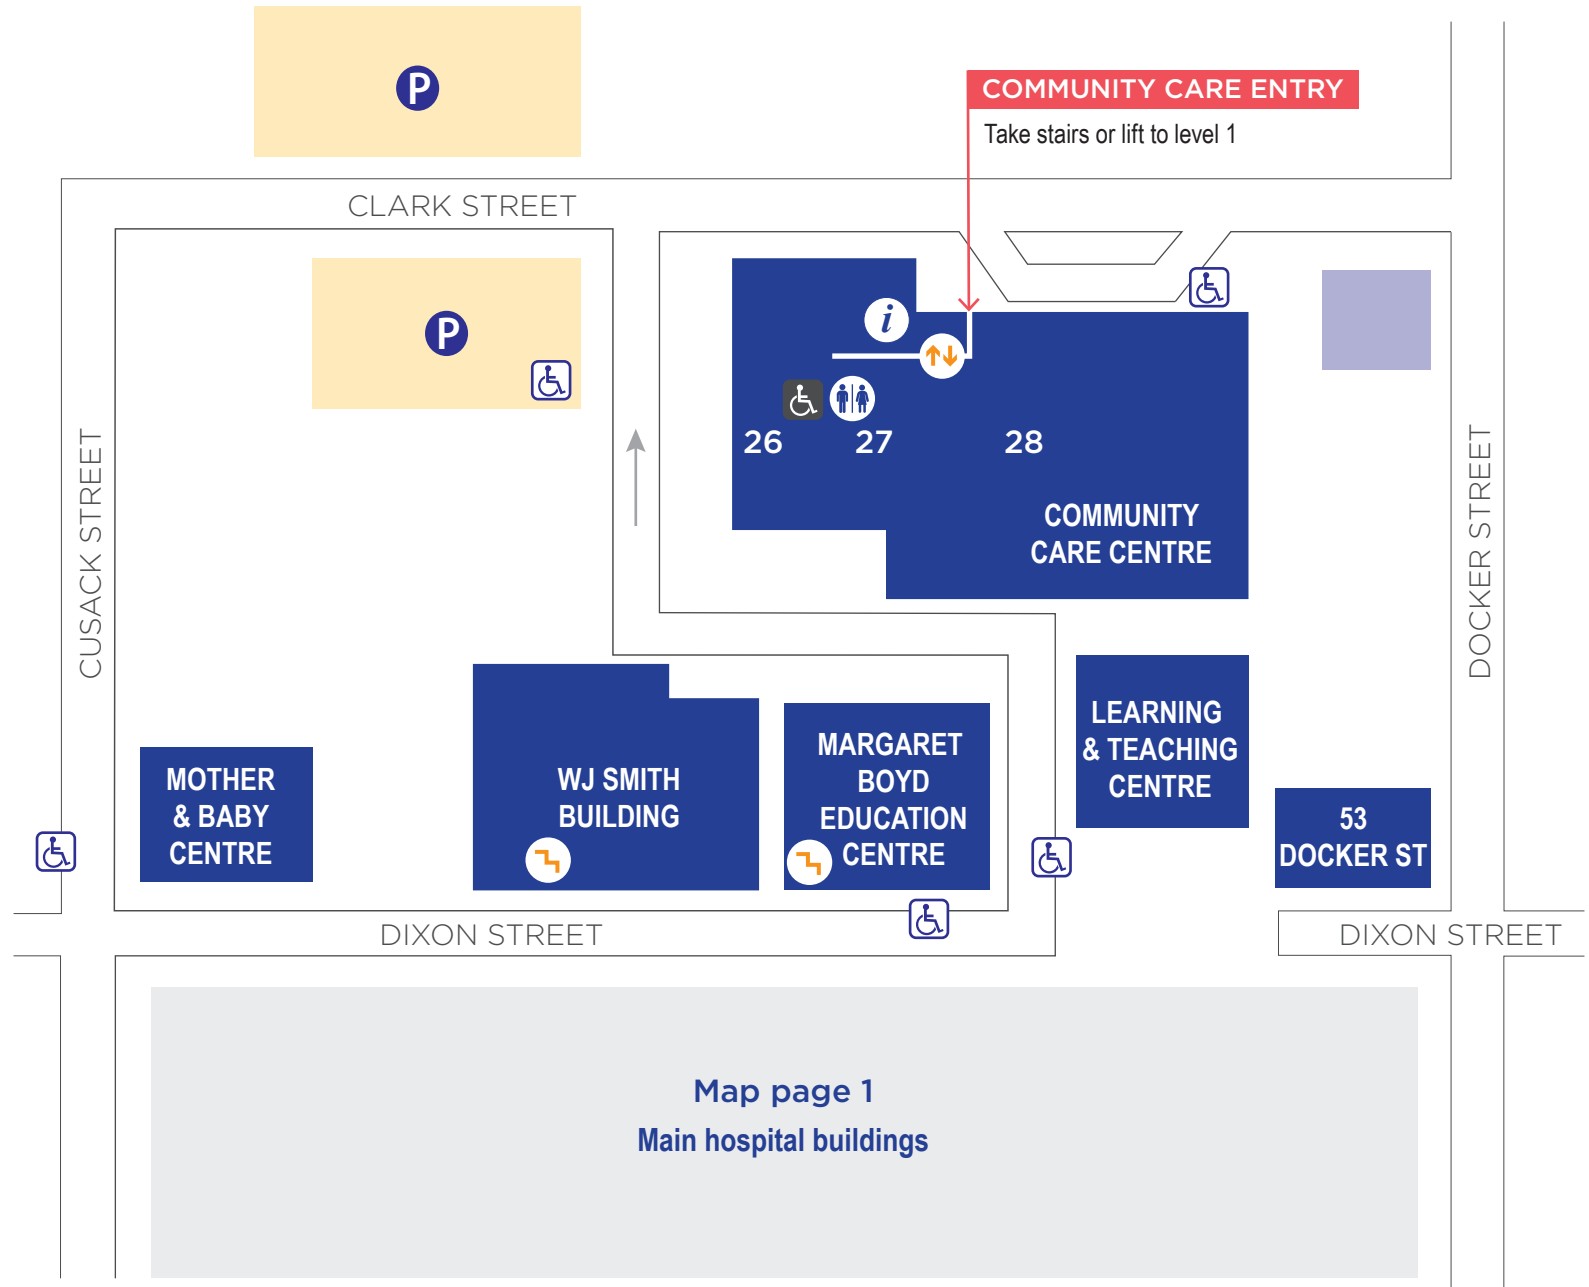 P
COMMUNITY CARE ENTRY
Take stairs or lift to level 1
CLARK STREET
P
i
26
27
28
COMMUNITY
CARE CENTRE
CUSACK STREET
DOCKER STREET
MOTHER
& BABY
CENTRE
WJ SMITH
BUILDING
MARGARET
BOYD
EDUCATION
CENTRE
LEARNING
& TEACHING
CENTRE
53
DOCKER ST
DIXON STREET
DIXON STREET
Map page 1
Main hospital buildings